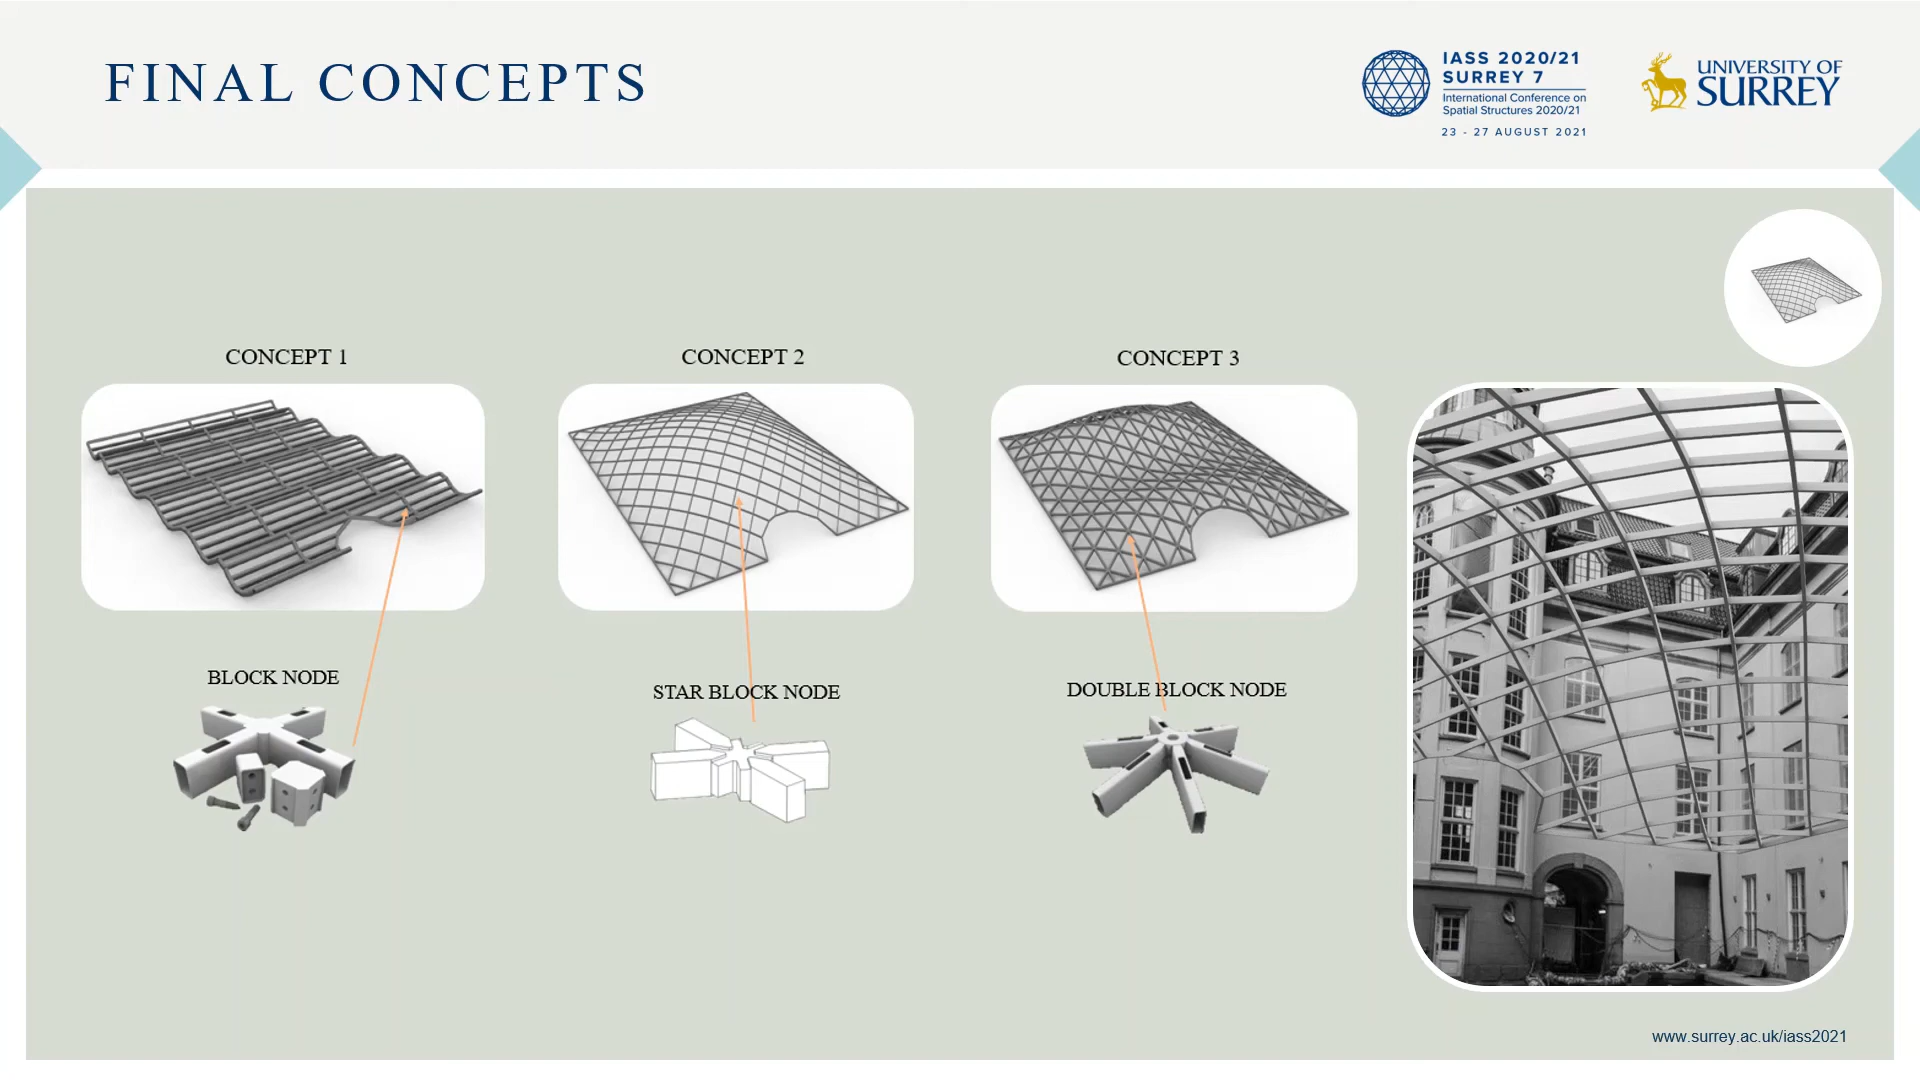 FINAL CONCEPTS
IASS 2020/21
SURREY 7
International Conference on
Spatial Structures 2020/21
23 - 27 AUGUST 2021
UNIVERSITY OF
SURREY
CONCEPT 1
CONCEPT 2
CONCEPT 3
BLOCK NODE
STAR BLOCK NODE
DOUBLE BLOCK NODE
www.surrey.ac.uk/iass2021